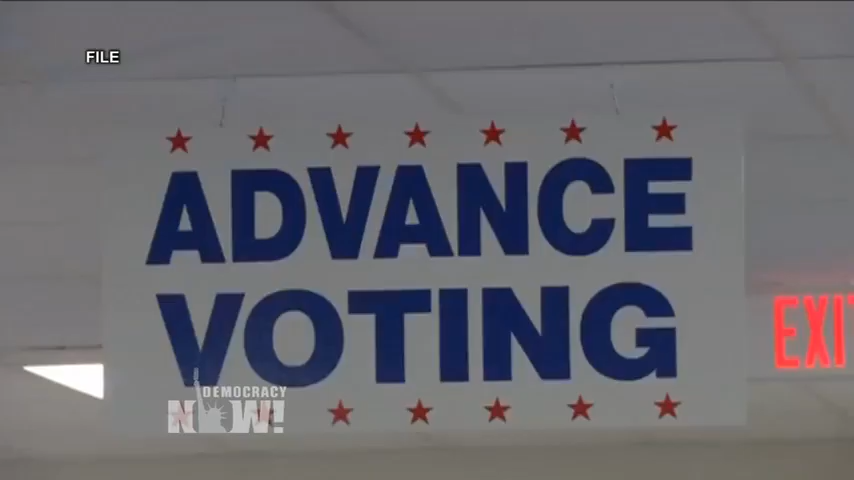 FILE
ADVANCE
VOTING
EXIT
DEMOCRACY
NOW!